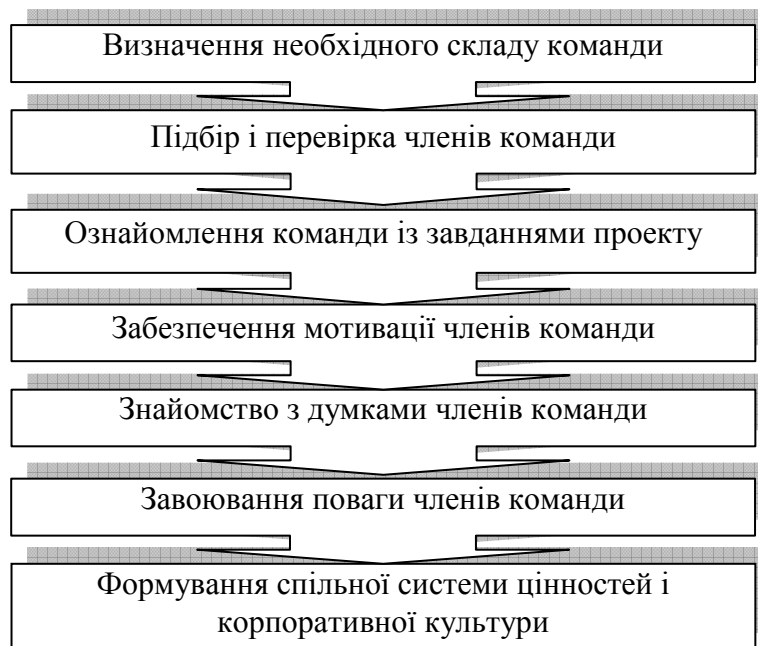 Визначення необхідного складу команди
Підбір і перевірка членів команди
Ознайомлення команди із завданнями проекту
Забезпечення мотивації членів команди
Знайомство з думками членів команди
Завоювання поваги членів команди
Формування спільної системи цінностей і
корпоративної культури